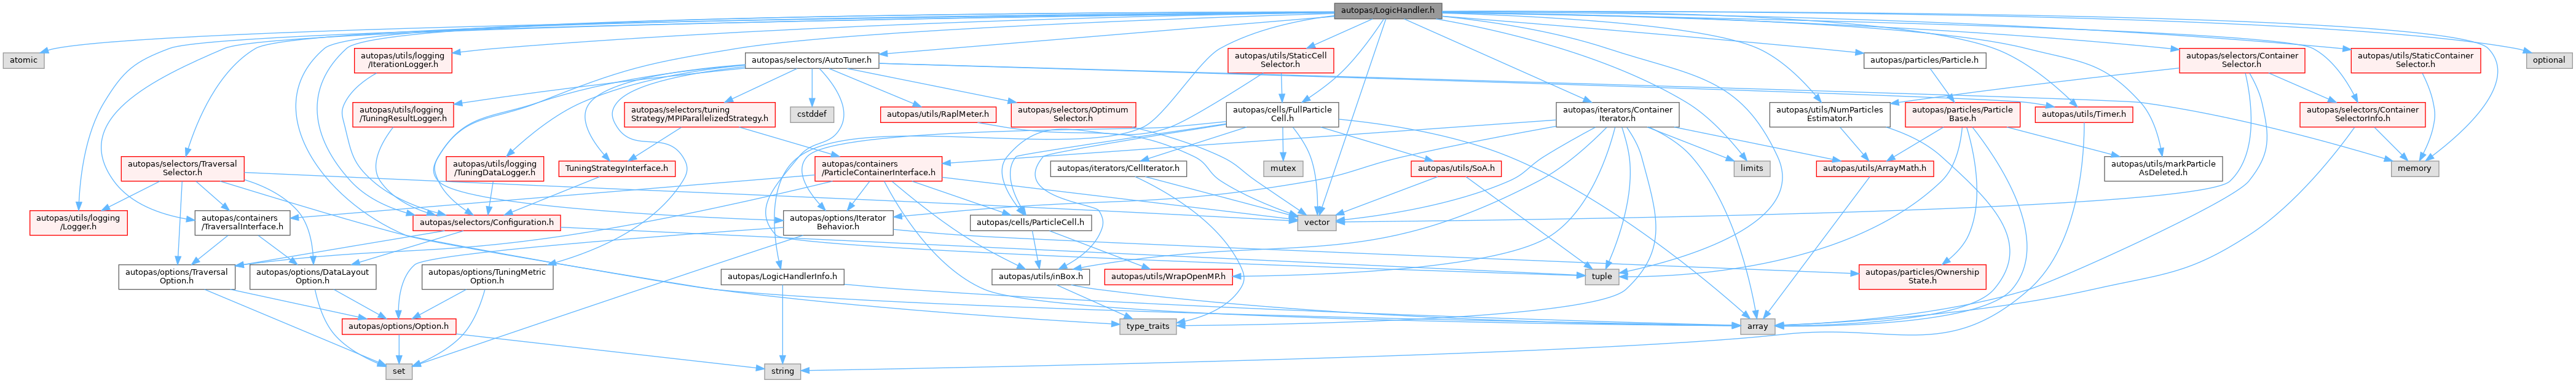 autopas/LogicHandler.h
atomic
autopas/utils/logging
/IterationLogger.h
autopas/selectors/AutoTuner.h
autopas/utils/StaticCell
Selector.h
autopas/particles/Particle.h
autopas/selectors/Container
Selector.h
autopas/utils/StaticContainer
Selector.h
optional
autopas/utils/logging
/TuningResultLogger.h
autopas/selectors/tuning
Strategy/MPIParallelizedStrategy.h
cstddef
autopas/utils/RaplMeter.h
autopas/selectors/Optimum
Selector.h
autopas/cells/FullParticle
Cell.h
autopas/iterators/Container
Iterator.h
autopas/utils/NumParticles
Estimator.h
autopas/particles/Particle
Base.h
autopas/utils/Timer.h
autopas/selectors/Container
SelectorInfo.h
autopas/selectors/Traversal
Selector.h
autopas/utils/logging
/TuningDataLogger.h
TuningStrategyInterface.h
autopas/containers
/ParticleContainerInterface.h
autopas/iterators/CellIterator.h
mutex
autopas/utils/SoA.h
limits
autopas/utils/ArrayMath.h
autopas/utils/markParticle
AsDeleted.h
memory
autopas/utils/logging
/Logger.h
autopas/containers
/TraversalInterface.h
autopas/selectors/Configuration.h
autopas/options/Iterator
Behavior.h
autopas/cells/ParticleCell.h
vector
autopas/options/Traversal
Option.h
autopas/options/DataLayout
Option.h
autopas/options/TuningMetric
Option.h
autopas/LogicHandlerInfo.h
autopas/utils/inBox.h
autopas/utils/WrapOpenMP.h
tuple
autopas/particles/Ownership
State.h
autopas/options/Option.h
type_traits
array
set
string